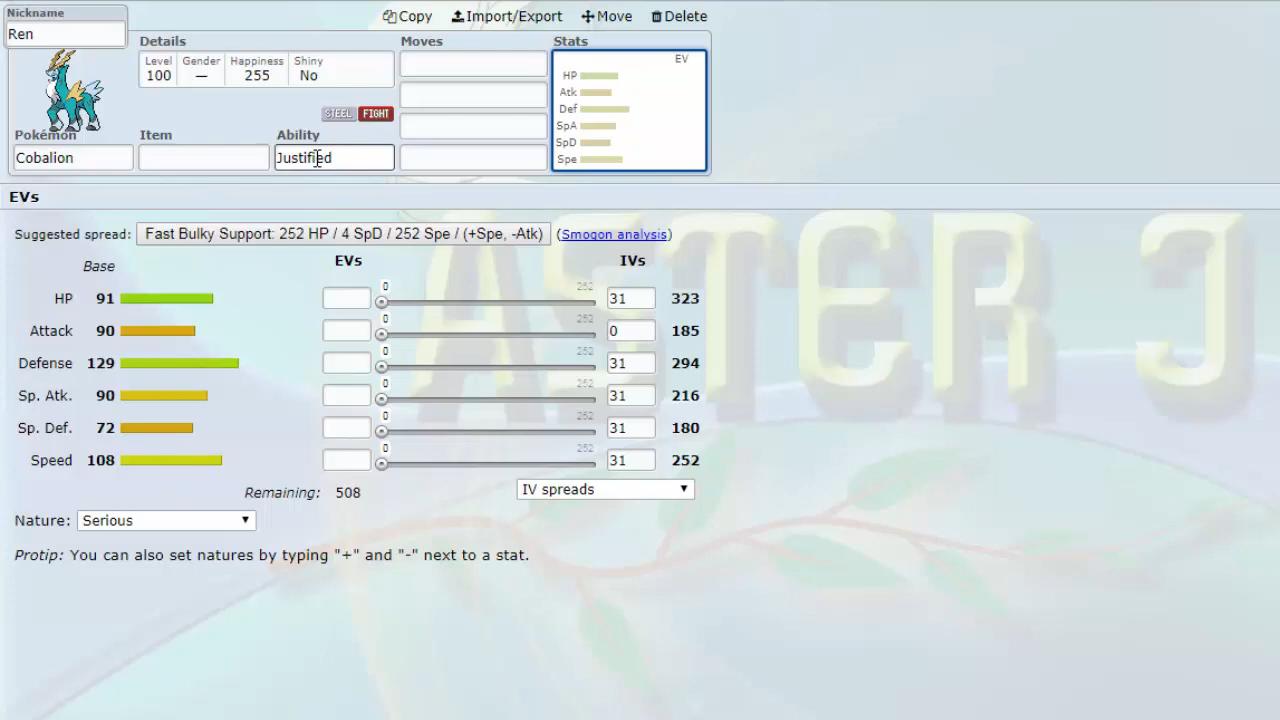 Nickname
Ren
Copy Import/Export Move Delete
Details
Level Gender Happiness Shiny
100 — 255 No
STEEL FIGHT
Pokémon Item Ability
Cobalion Justified
Moves
Stats
EV
HP
Atk
Def
SpA
SpD
Spe
EVs
Suggested spread: Fast Bulky Support: 252 HP / 4 SpD / 252 Spe / (+Spe, -Atk) (Smogon analysis)
Base EVs IVs
HP 91 0 252 31 323
Attack 90 0 252 0 185
Defense 129 0 252 31 294
Sp. Atk. 90 0 252 31 216
Sp. Def. 72 0 252 31 180
Speed 108 0 252 31 252
Remaining: 508 IV spreads
Nature: Serious
Protip: You can also set natures by typing "+" and "-" next to a stat.
ASTER J